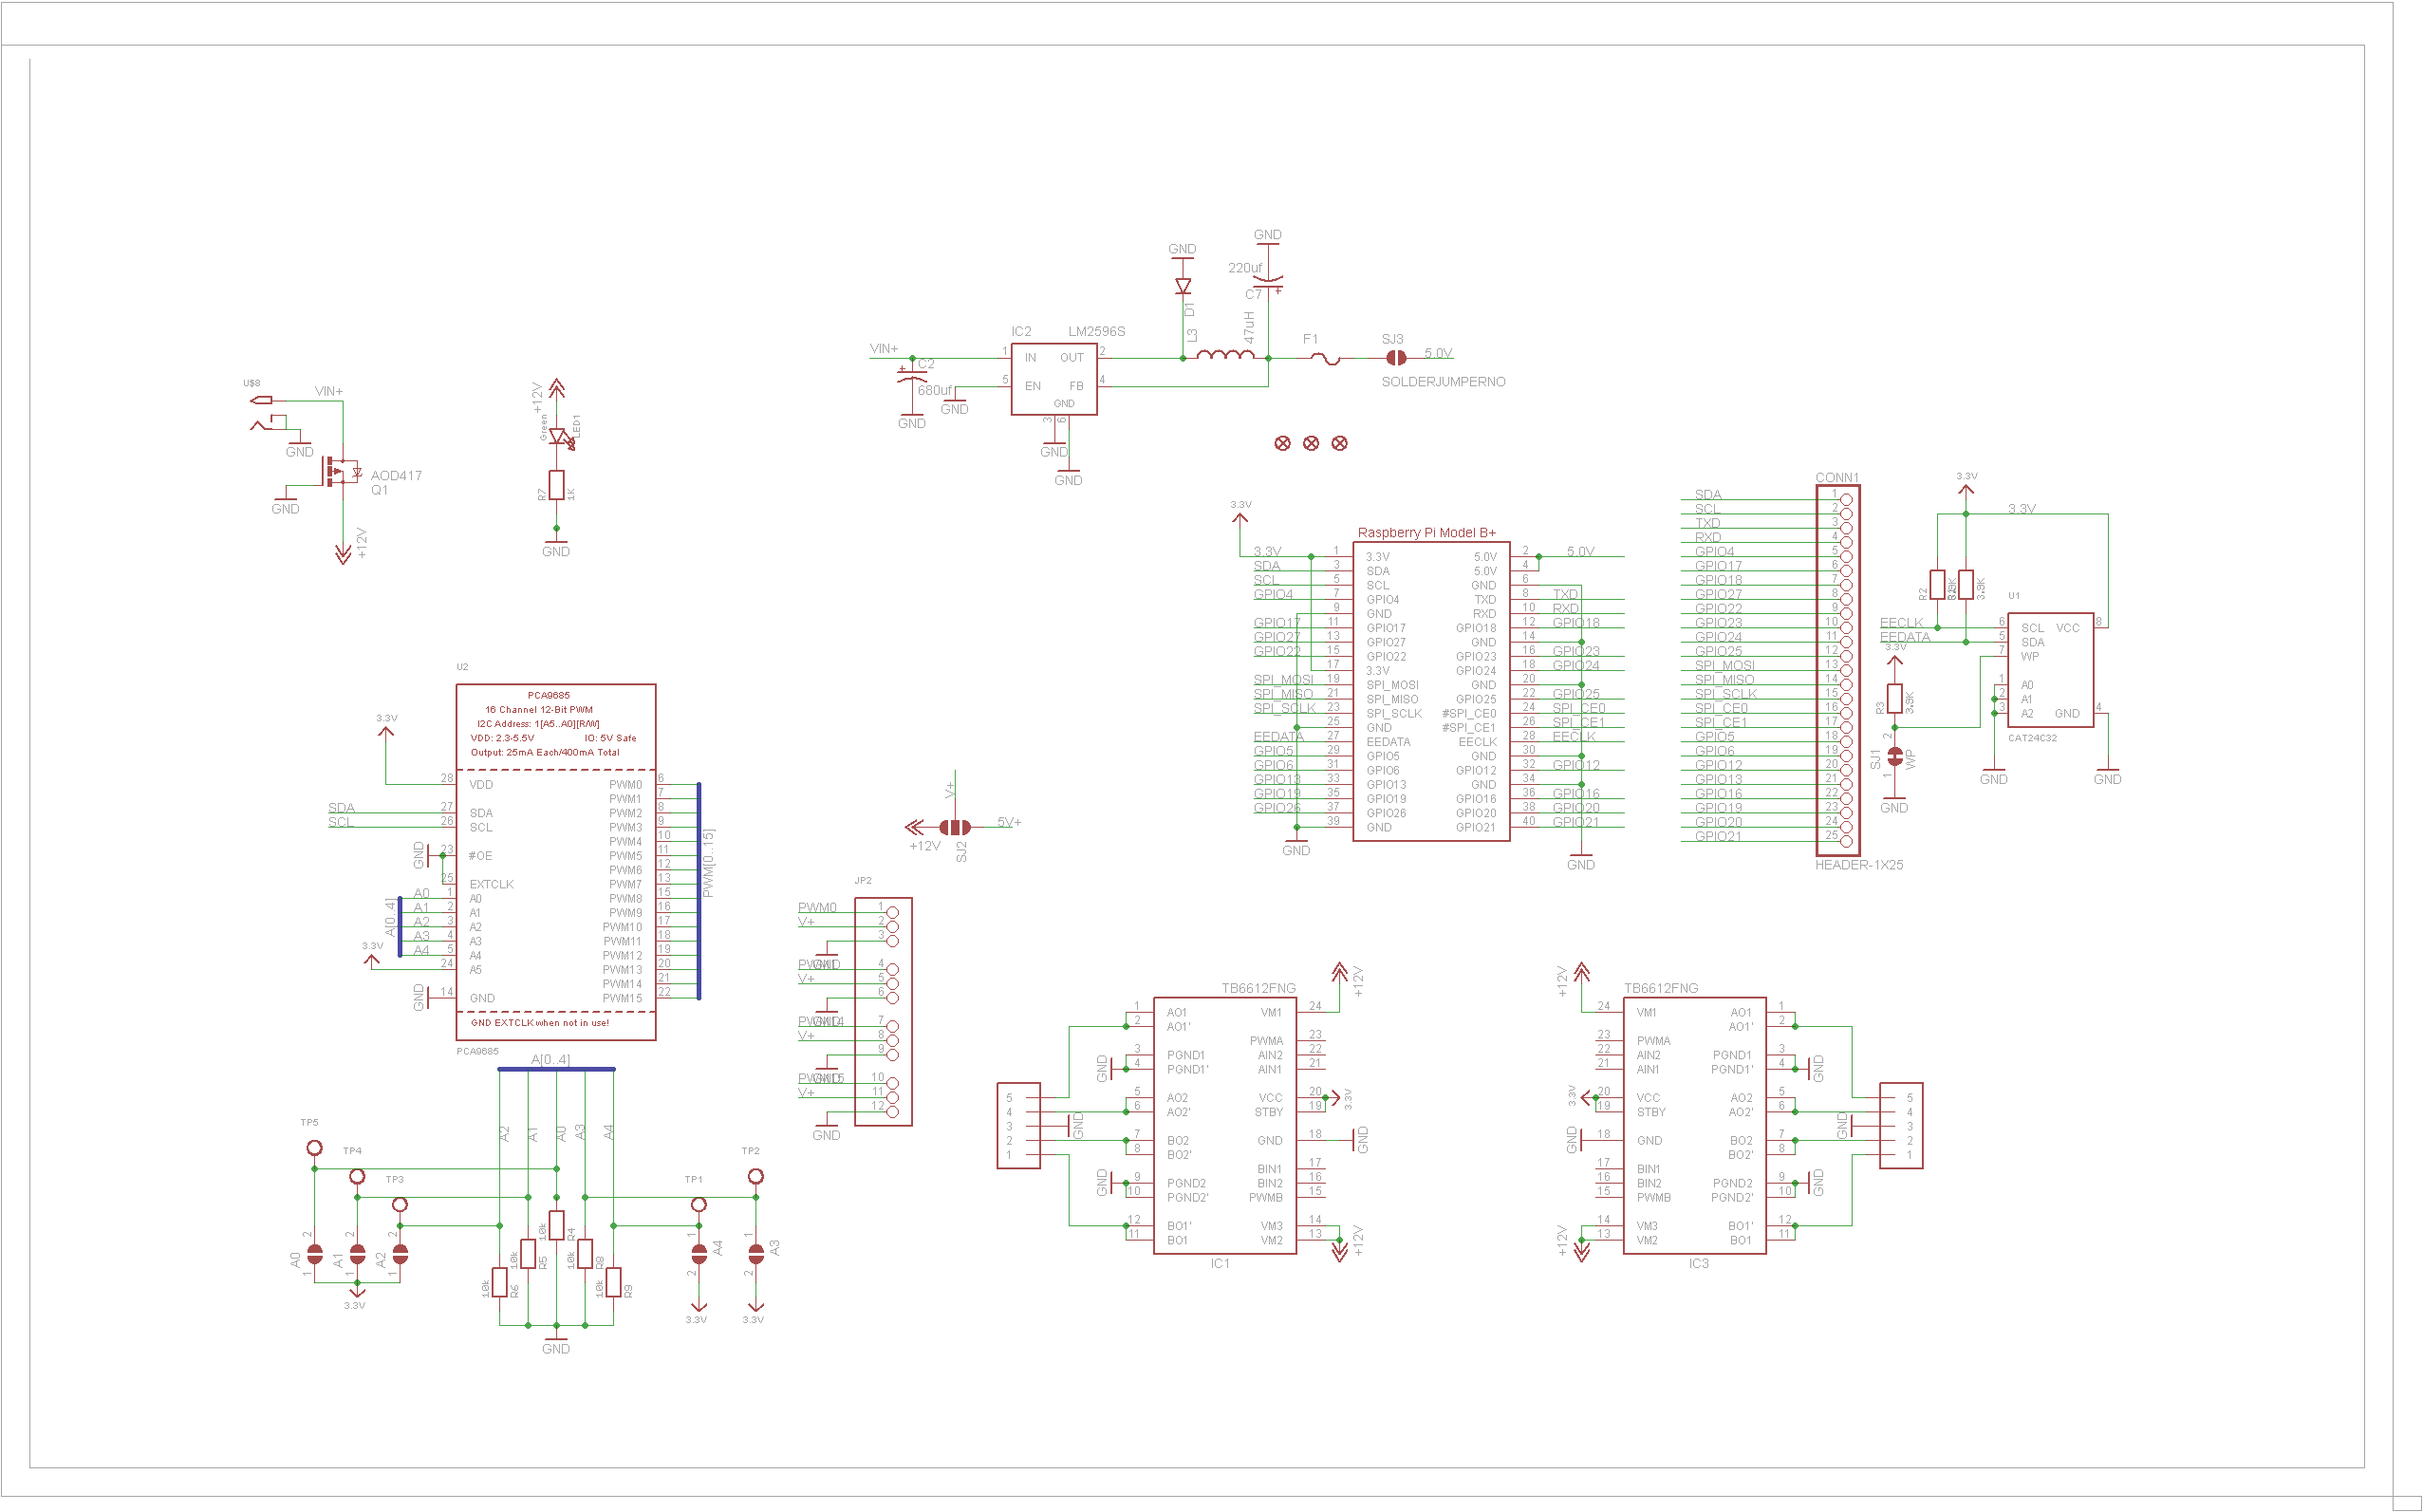 GND
GND
220uf
C7
D1
L3
47uH
IC2
LM2596S
F1
SJ3
VIN+
1
IN
OUT
2
5.0V
C2
5
EN
FB
4
SOLDERJUMPERNO
680uf
GND
GND
GND
3
6
GND
GND
U$8
VIN+
GND
AOD417
Q1
GND
+12V
+12V
Green
LED1
R7
1K
GND
3.3V
Raspberry Pi Model B+
3.3V 1 3.3V 5.0V 2 5.0V
SDA 3 SDA 5.0V 4
SCL 5 SCL GND 6
GPIO4 7 GPIO4 TXD 8 TXD
9 GND RXD 10 RXD
GPIO17 11 GPIO17 GPIO18 12 GPIO18
GPIO27 13 GPIO27 GND 14
GPIO22 15 GPIO22 GPIO23 16 GPIO23
17 3.3V GPIO24 18 GPIO24
SPI_MOSI 19 SPI_MOSI GND 20
SPI_MISO 21 SPI_MISO GPIO25 22 GPIO25
SPI_SCLK 23 SPI_SCLK #SPI_CE0 24 SPI_CE0
25 GND #SPI_CE1 26 SPI_CE1
EEDATA 27 EEDATA EECLK 28 EECLK
GPIO5 29 GPIO5 GND 30
GPIO6 31 GPIO6 GPIO12 32 GPIO12
GPIO13 33 GPIO13 GND 34
GPIO19 35 GPIO19 GPIO16 36 GPIO16
GPIO26 37 GPIO26 GPIO20 38 GPIO20
39 GND GPIO21 40 GPIO21
GND
GND
CONN1
SDA 1
SCL 2
TXD 3
RXD 4
GPIO4 5
GPIO17 6
GPIO18 7
GPIO27 8
GPIO22 9
GPIO23 10
GPIO24 11
GPIO25 12
SPI_MOSI 13
SPI_MISO 14
SPI_SCLK 15
SPI_CE0 16
SPI_CE1 17
GPIO5 18
GPIO6 19
GPIO12 20
GPIO13 21
GPIO16 22
GPIO19 23
GPIO20 24
GPIO21 25
HEADER-1X25
3.3V
3.3V
R2
3.9K
U1
EECLK 6 SCL VCC 8
EEDATA 5 SDA
7 WP
3.3V
1 A0
2 A1
3 A2 GND 4
R3
3.9K
CAT24C32
SJ1
2
1
WP
GND
GND
GND
U2
PCA9685
16 Channel 12-Bit PWM
I2C Address: 1[A5..A0][R/W]
VDD: 2.3-5.5V IO: 5V Safe
Output: 25mA Each/400mA Total
3.3V
28 VDD PWM0 6
PWM1 7
SDA 27 SDA PWM2 8
SCL 26 SCL PWM3 9
PWM4 10
GND 23 #OE PWM5 11
PWM6 12
25 EXTCLK PWM7 13
A0 1 A0 PWM8 15
A1 2 A1 PWM9 16
A2 3 A2 PWM10 17
A3 4 A3 PWM11 18
A4 5 A4 PWM12 19
24 A5 PWM13 20
PWM14 21
GND 14 GND PWM15 22
A[0..4]
3.3V
PWM[0..15]
GND EXTCLK when not in use!
PCA9685
V+
+12V
5V+
SJ2
JP2
PWM0 1
V+ 2
3
GND
4
V+ 5
6
GND
7
V+ 8
9
GND
10
V+ 11
12
GND
A[0..4]
A2
A1
A0
A3
A4
TP5
TP4
TP3
TP1
TP2
A0
2
1
A1
2
1
A2
2
1
3.3V
10k
R6
10k
R5
10k
R4
10k
R8
10k
R9
GND
1
2
A4
3.3V
1
2
A3
3.3V
TB6612FNG
+12V
1 AO1 VM1 24
2 AO1'
PWMA 23
3 PGND1 AIN2 22
4 PGND1' AIN1 21
GND
5 AO2 VCC 20
6 AO2' STBY 19
3.3V
7 BO2 GND 18
8 BO2'
GND
BIN1 17
9 PGND2 BIN2 16
10 PGND2' PWMB 15
GND
12 BO1' VM3 14
11 BO1 VM2 13
+12V
IC1
5
4
3
2
1
GND
+12V
TB6612FNG
24 VM1 AO1 1
AO1' 2
23 PWMA
22 AIN2 PGND1 3
21 AIN1 PGND1' 4
GND
20 VCC AO2 5
19 STBY AO2' 6
3.3V
18 GND BO2 7
BO2' 8
GND
17 BIN1
16 BIN2 PGND2 9
15 PWMB PGND2' 10
GND
14 VM3 BO1' 12
13 VM2 BO1 11
+12V
IC3
5
4
3
2
1
GND